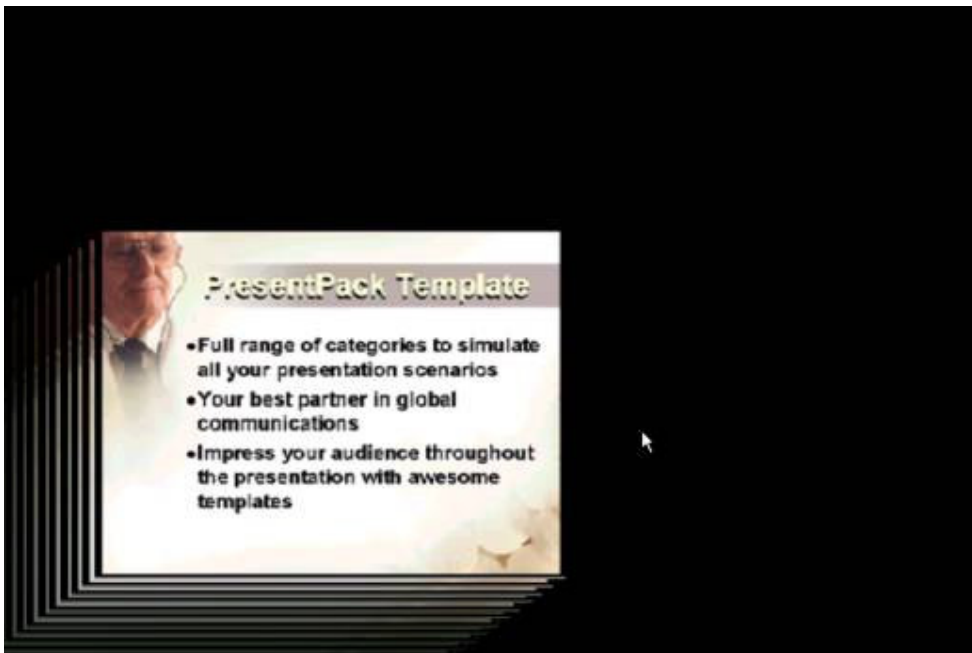 PresentPack Template
•Full range of categories to simulate
all your presentation scenarios
•Your best partner in global
communications
•Impress your audience throughout
the presentation with awesome
templates